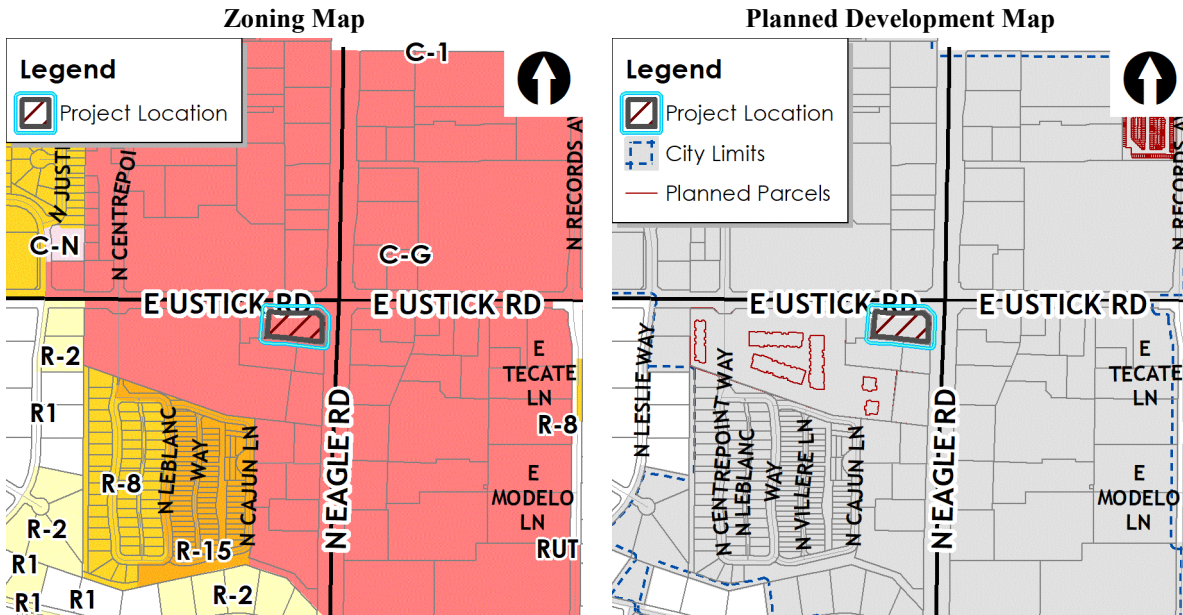 Zoning Map
Legend
Project Location
C-1
N JUSTI
N CENTREPOI
N RECORDS AV
C-N
C-G
E USTICK RD
E USTICK RD
R-2
R1
E
TECATE
LN
R-8
N LEBLANC
WAY
N CAJUN LN
N EAGLE RD
R-8
E
MODELO
LN
R-2
R-15
RUT
R1
R1
R1
R-2
Planned Development Map
Legend
Project Location
City Limits
Planned Parcels
N RECORDS
E USTICK RD
E USTICK RD
N LESLIE WAY
E
TECATE
LN
N CENTREPOINT WAY
N LEBLANC
WAY
N VILLERE LN
N CAJUN LN
N EAGLE RD
E
MODELO
LN